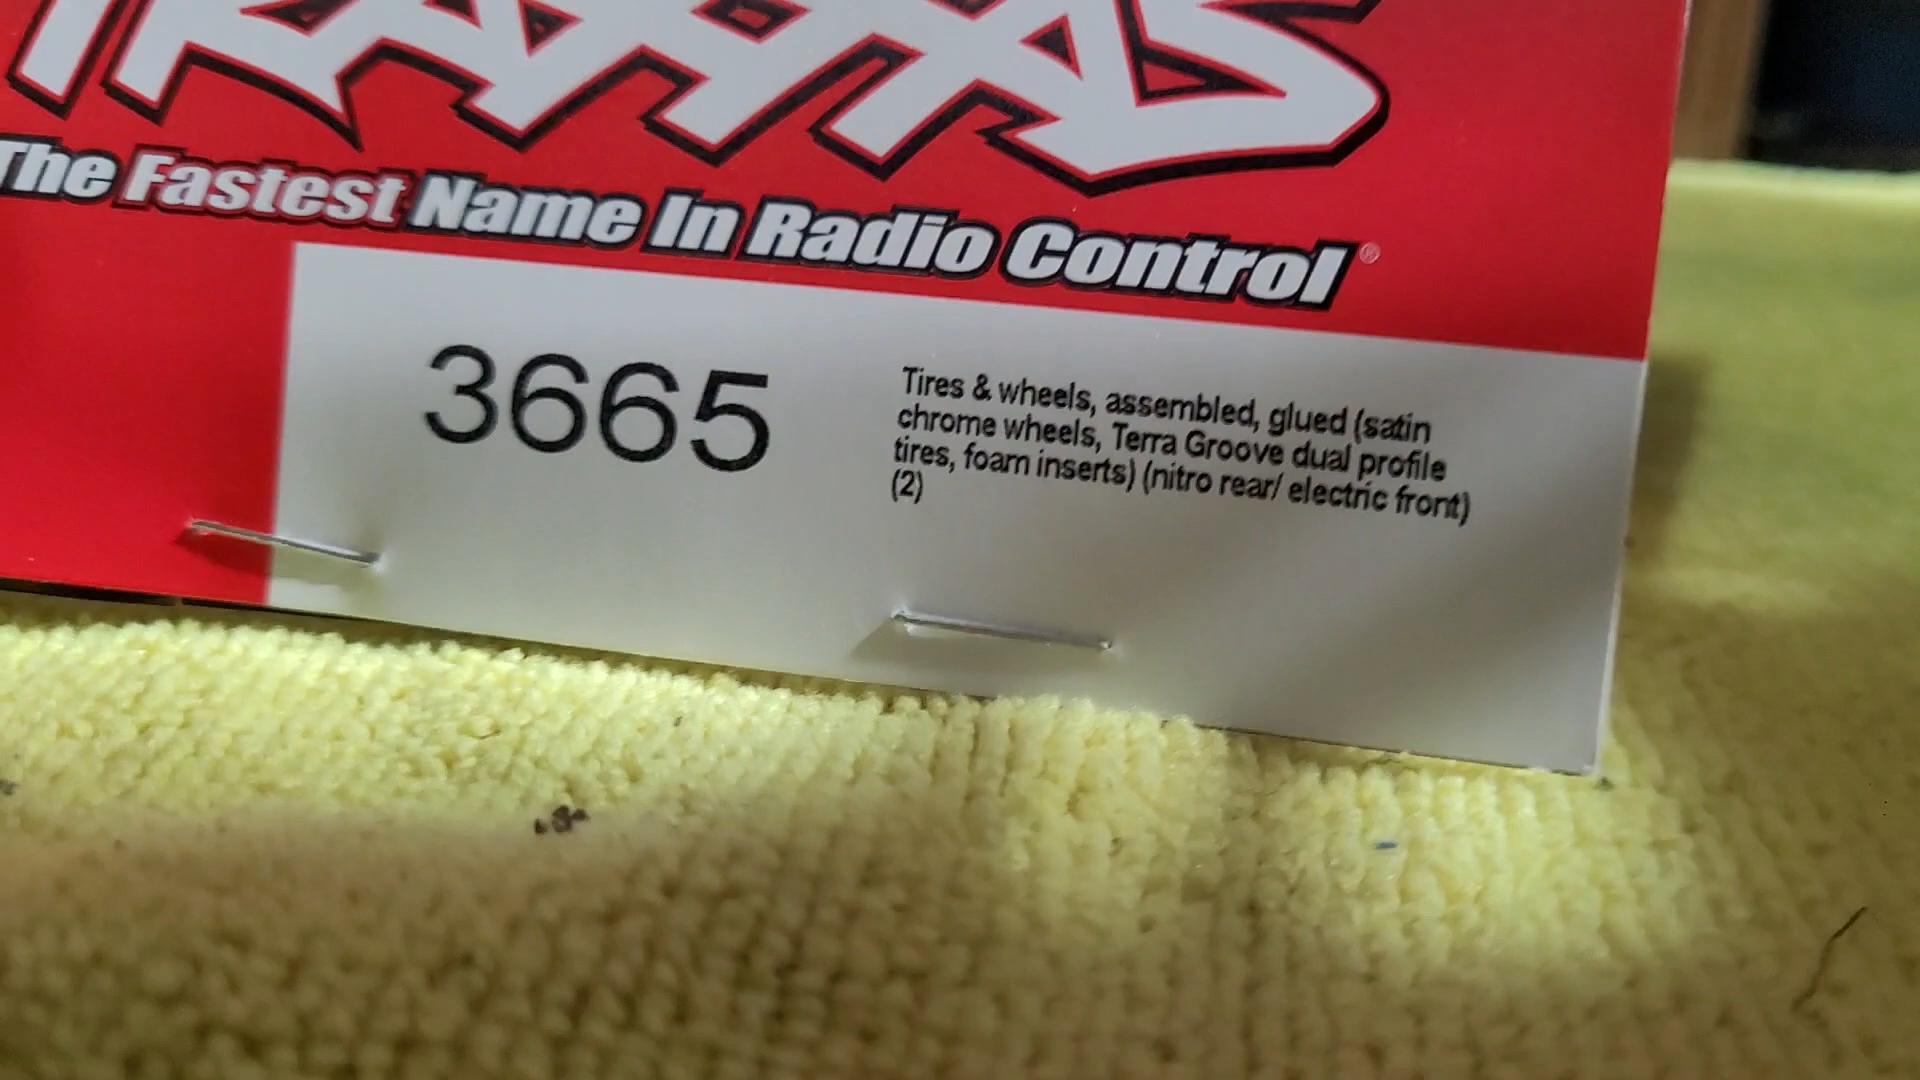 TRAXXAS
The Fastest Name In Radio Control®
3665
Tires & wheels, assembled, glued (satin
chrome wheels, Terra Groove dual profile
tires, foam inserts) (nitro rear/ electric front)
(2)